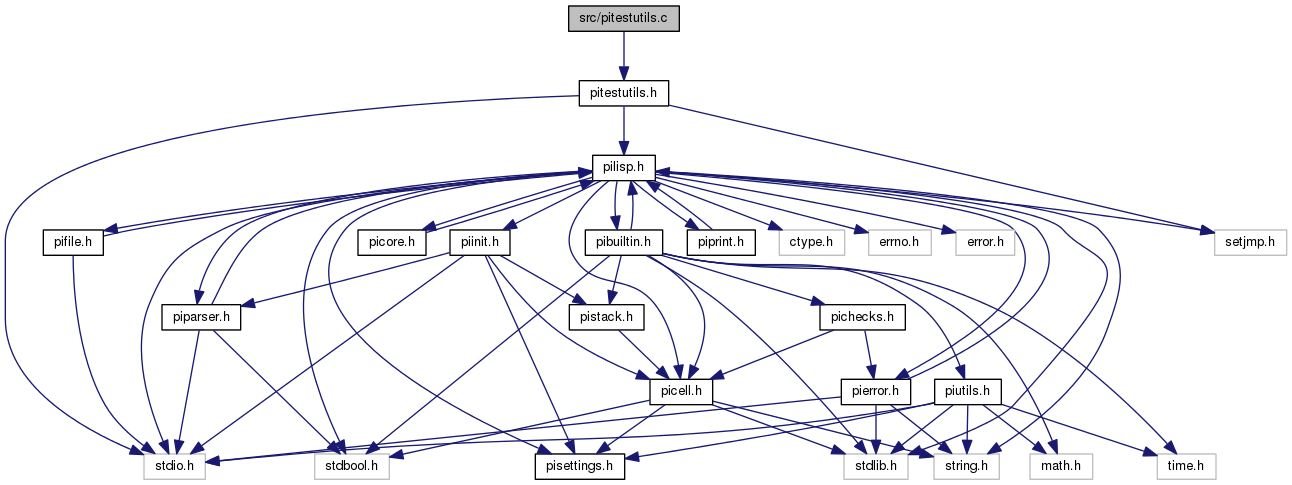 src/pitestutils.c
pitestutils.h
pilisp.h
pifile.h
picore.h
piinit.h
pibuiltin.h
piprint.h
ctype.h
errno.h
error.h
setjmp.h
piparser.h
pistack.h
pichecks.h
picell.h
pierror.h
piutils.h
stdio.h
stdbool.h
pisettings.h
stdlib.h
string.h
math.h
time.h